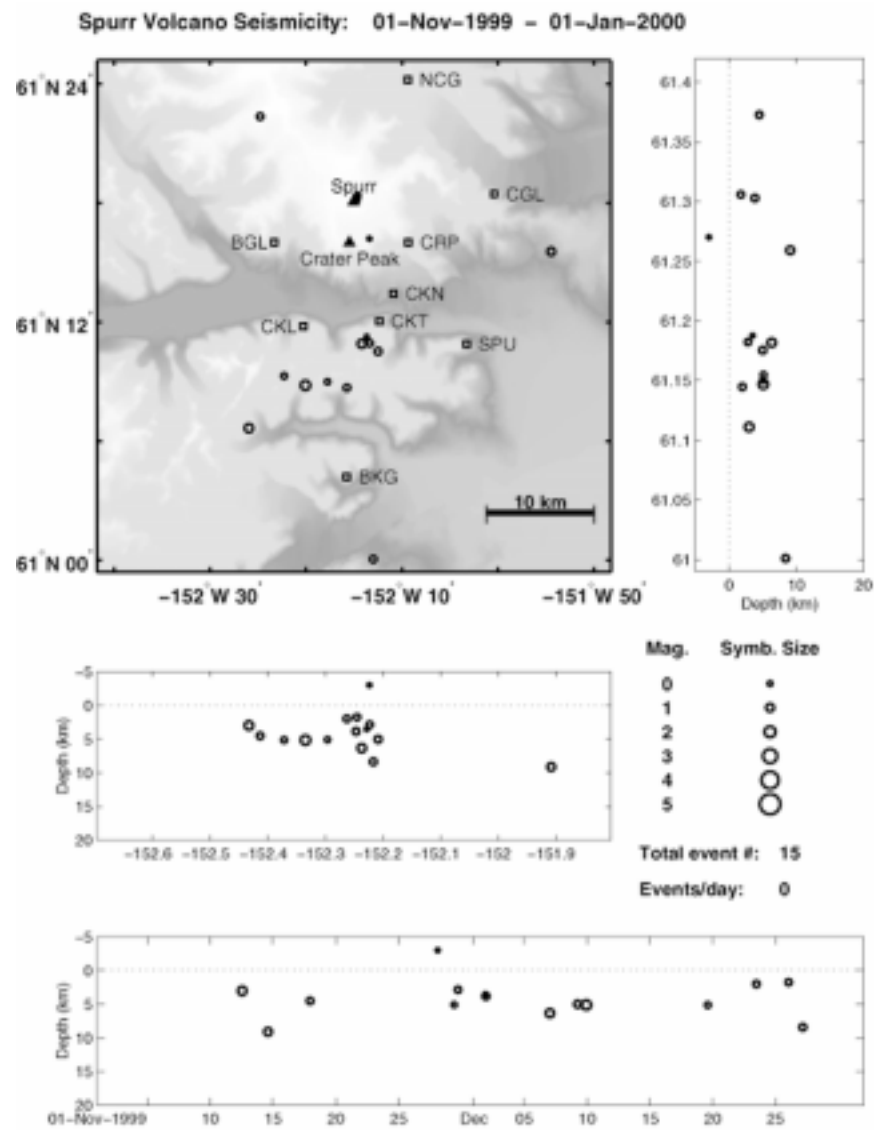 Spurr Volcano Seismicity: 01-Nov-1999 - 01-Jan-2000
61°N 24'
NCG
Spurr
CGL
BGL
CRP
Crater Peak
CKN
61°N 12'
CKL
CKT
SPU
BKG
10 km
61°N 00'
-152°W 30' -152°W 10' -151°W 50'
61.4
61.35
61.3
61.25
61.2
61.15
61.1
61.05
61
0 10 20
Depth (km)
-5
0
5
10
15
20
Depth (km)
-152.6 -152.5 -152.4 -152.3 -152.2 -152.1 -152 -151.9
Mag. Symb. Size
0
1
2
3
4
5
Total event #: 15
Events/day: 0
-5
0
5
10
15
20
Depth (km)
01-Nov-1999 10 15 20 25 Dec 05 10 15 20 25